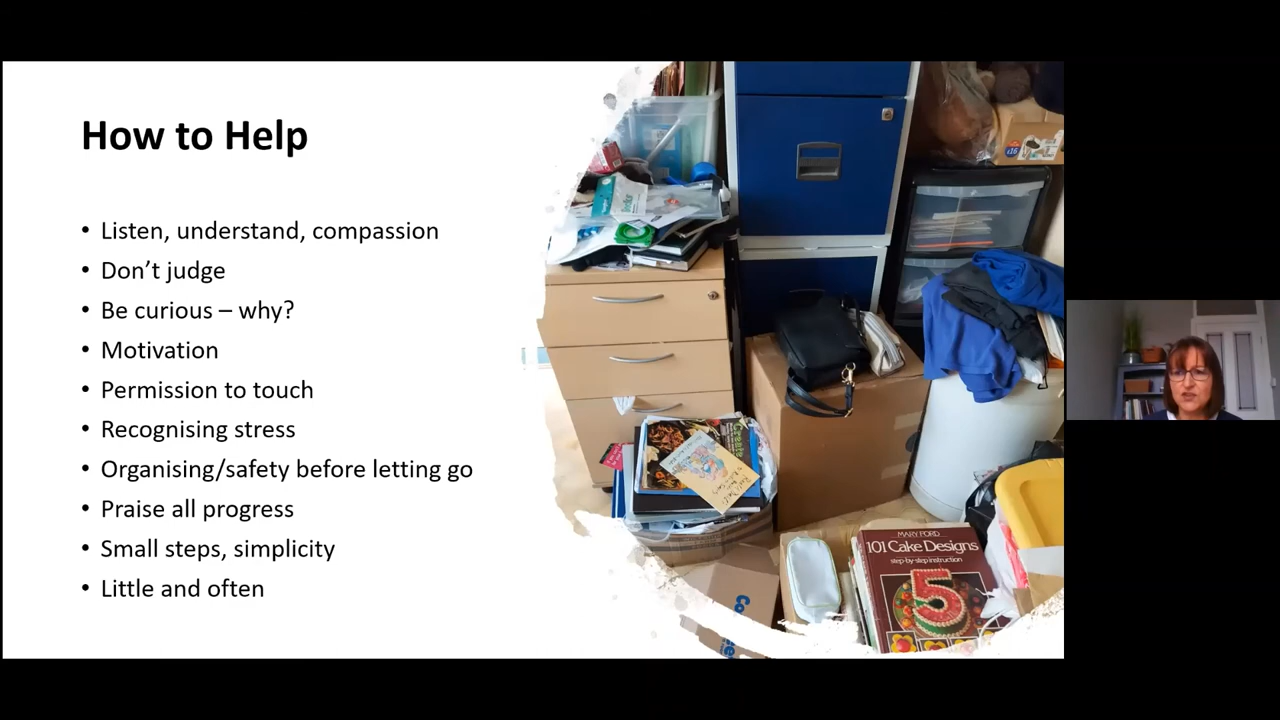 How to Help
• Listen, understand, compassion
• Don’t judge
• Be curious – why?
• Motivation
• Permission to touch
• Recognising stress
• Organising/safety before letting go
• Praise all progress
• Small steps, simplicity
• Little and often
MARY FORD
101 Cake Designs
step-by-step instruction
5